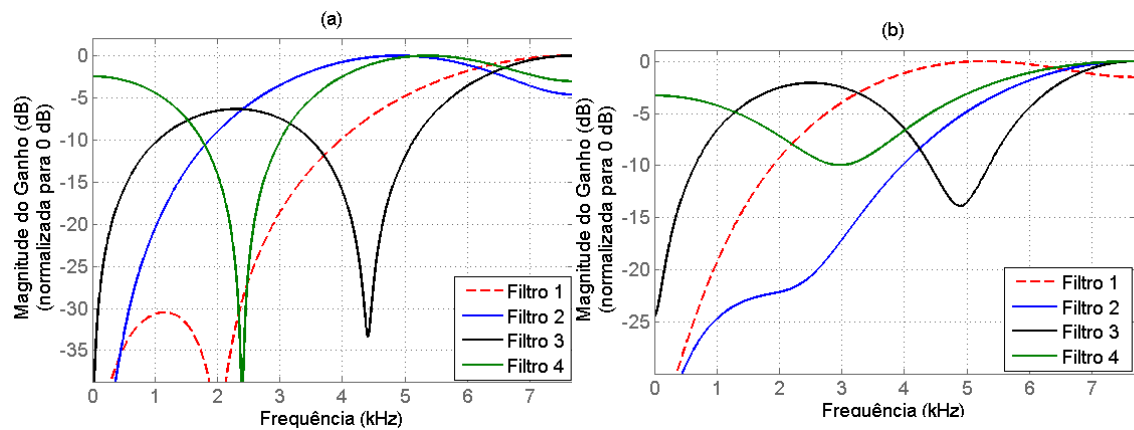 (a)
Magnitude do Ganho (dB)
(normalizada para 0 dB)
0
-5
-10
-15
-20
-25
-30
-35
0 1 2 3 4 5 6 7
Frequência (kHz)
Filtro 1
Filtro 2
Filtro 3
Filtro 4
(b)
Magnitude do Ganho (dB)
(normalizada para 0 dB)
0
-5
-10
-15
-20
-25
0 1 2 3 4 5 6 7
Frequência (kHz)
Filtro 1
Filtro 2
Filtro 3
Filtro 4